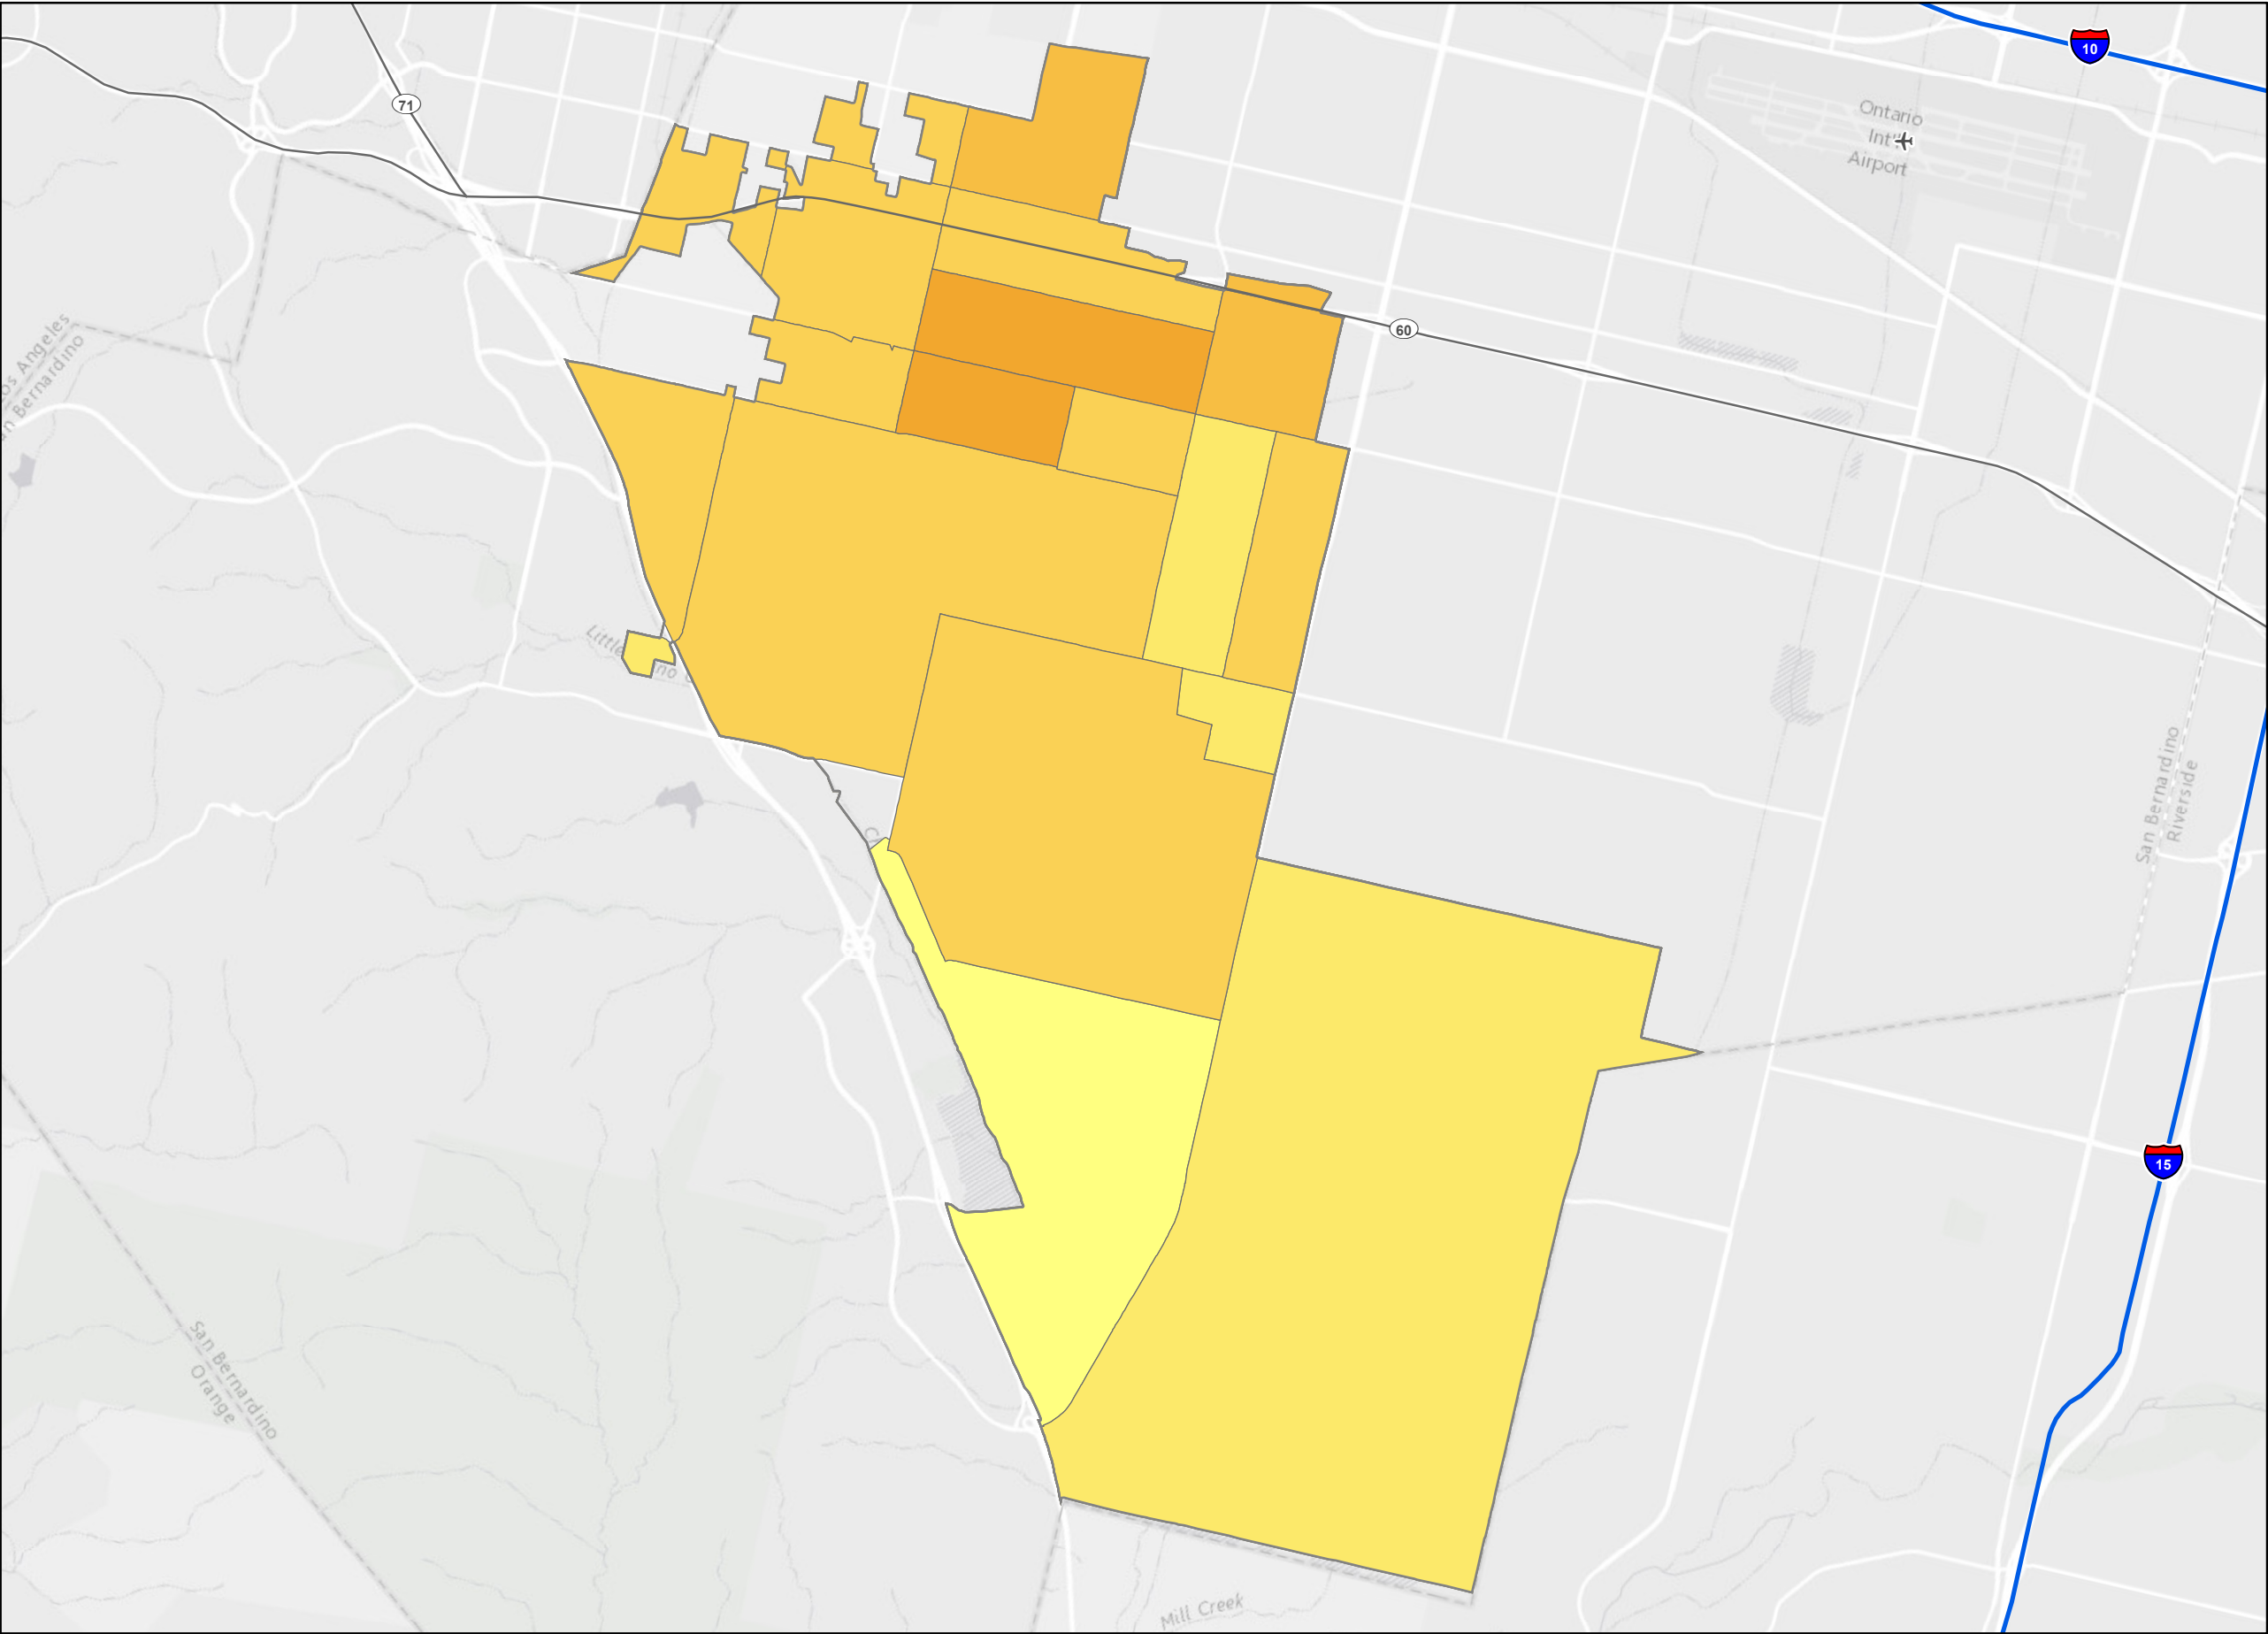 10
71
Ontario
Int'l
Airport
60
Los Angeles
San Bernardino
Little
no
San Bernardino
Riverside
C
15
San Bernardino
Orange
Mill Creek